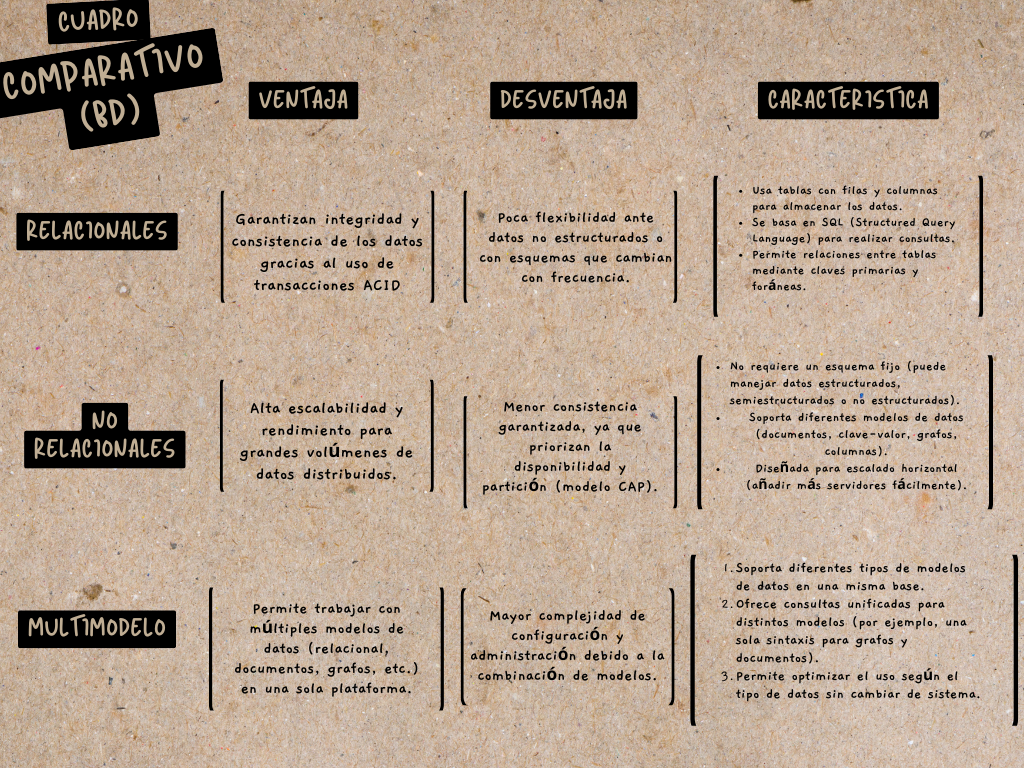 CUADRO
COMPARATIVO
(BD)
VENTAJA
DESVENTAJA
CARACTERISTICA
RELACIONALES
Garantizan integridad y
consistencia de los datos
gracias al uso de
transacciones ACID
Poca flexibilidad ante
datos no estructurados o
con esquemas que cambian
con frecuencia.
• Usa tablas con filas y columnas
para almacenar los datos.
• Se basa en SQL (Structured Query
Language) para realizar consultas.
• Permite relaciones entre tablas
mediante claves primarias y
foráneas.
NO
RELACIONALES
Alta escalabilidad y
rendimiento para
grandes volúmenes de
datos distribuidos.
Menor consistencia
garantizada, ya que
priorizan la
disponibilidad y
partición (modelo CAP).
• No requiere un esquema fijo (puede
manejar datos estructurados,
semiestructurados o no estructurados).
• Soporta diferentes modelos de datos
(documentos, clave-valor, grafos,
columnas).
• Diseñada para escalado horizontal
(añadir más servidores fácilmente).
MULTIMODELO
Permite trabajar con
múltiples modelos de
datos (relacional,
documentos, grafos, etc.)
en una sola plataforma.
Mayor complejidad de
configuración y
administración debido a la
combinación de modelos.
1. Soporta diferentes tipos de modelos
de datos en una misma base.
2. Ofrece consultas unificadas para
distintos modelos (por ejemplo, una
sola sintaxis para grafos y
documentos).
3. Permite optimizar el uso según el
tipo de datos sin cambiar de sistema.